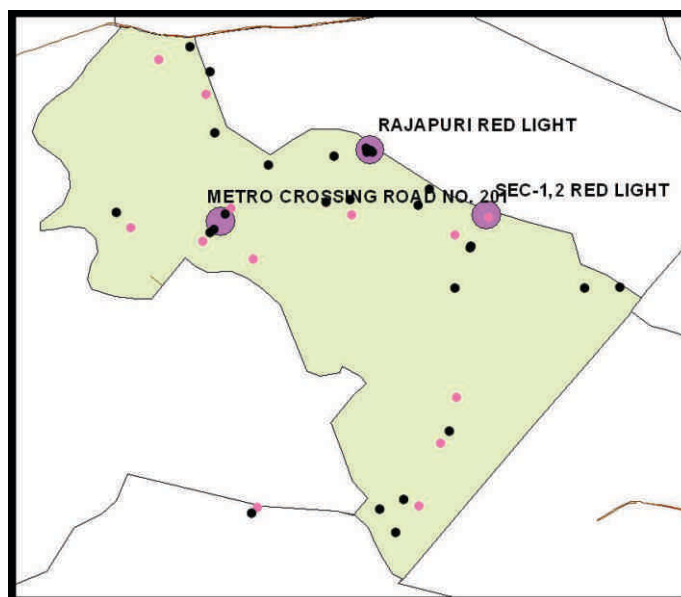 RAJAPURI RED LIGHT
SEC-1,2 RED LIGHT
METRO CROSSING ROAD NO. 201